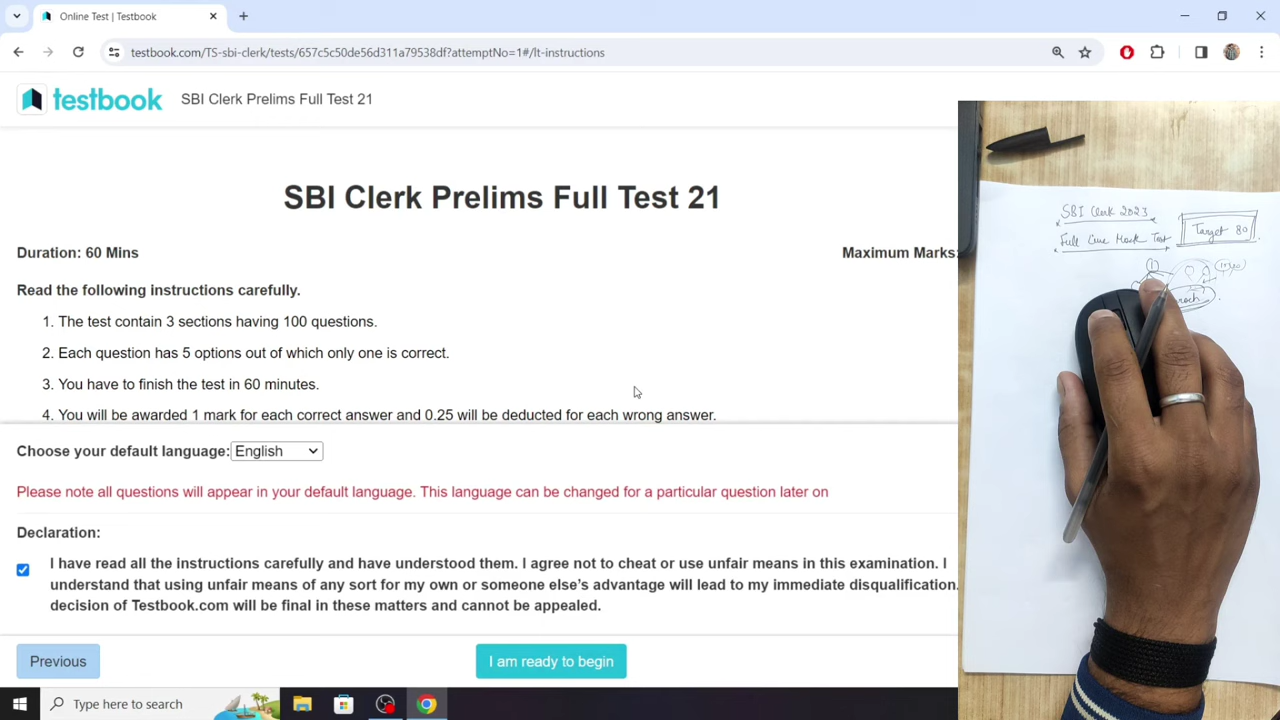 Online Test | Testbook
testbook.com/TS-sbi-clerk/tests/657c5c50de56d311a79538df?attemptNo=1#/lt-instructions
testbook
SBI Clerk Prelims Full Test 21
SBI Clerk Prelims Full Test 21
Duration: 60 Mins
Maximum Marks:
Read the following instructions carefully.
1. The test contain 3 sections having 100 questions.
2. Each question has 5 options out of which only one is correct.
3. You have to finish the test in 60 minutes.
4. You will be awarded 1 mark for each correct answer and 0.25 will be deducted for each wrong answer.
Choose your default language: English
Please note all questions will appear in your default language. This language can be changed for a particular question later on
Declaration:
I have read all the instructions carefully and have understood them. I agree not to cheat or use unfair means in this examination. I
understand that using unfair means of any sort for my own or someone else's advantage will lead to my immediate disqualification.
decision of Testbook.com will be final in these matters and cannot be appealed.
Previous
I am ready to begin
Type here to search
SBI Clerk 2023
Full Mock Test
Target 80
1